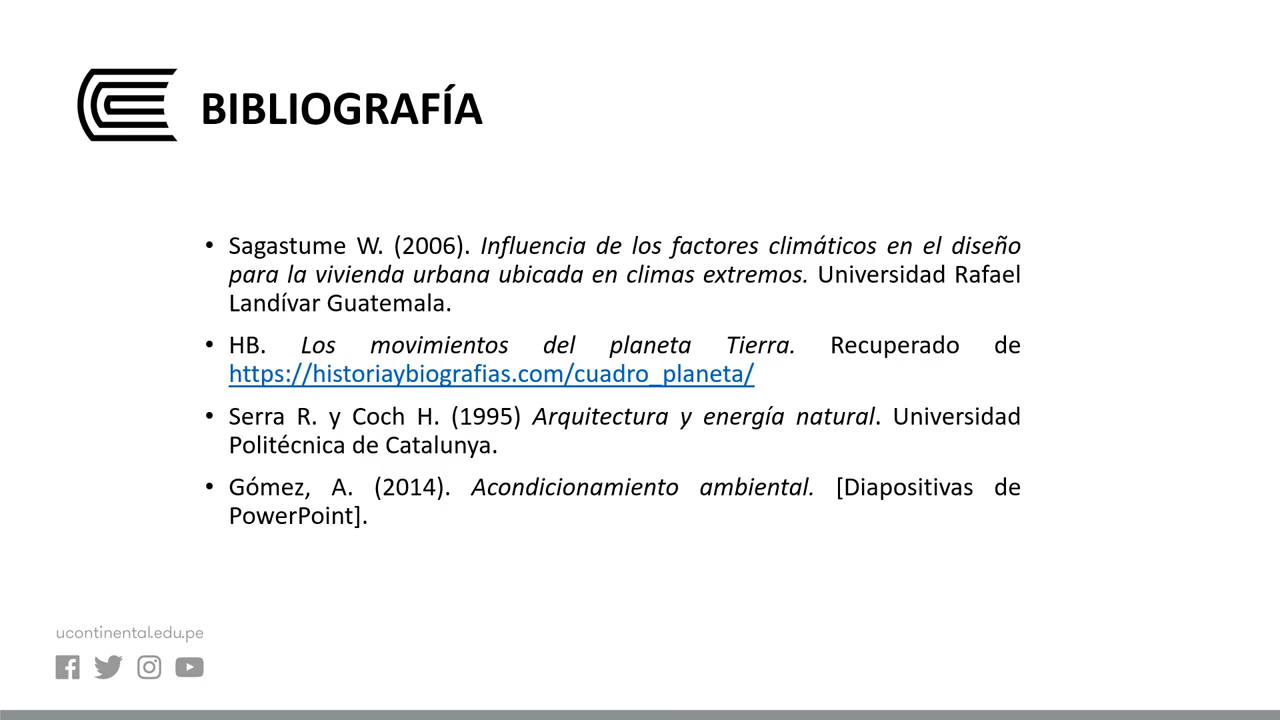 BIBLIOGRAFÍA
• Sagastume W. (2006). Influencia de los factores climáticos en el diseño
para la vivienda urbana ubicada en climas extremos. Universidad Rafael
Landívar Guatemala.
• HB. Los movimientos del planeta Tierra. Recuperado de
https://historiaybiografias.com/cuadro_planeta/
• Serra R. y Coch H. (1995) Arquitectura y energía natural. Universidad
Politécnica de Catalunya.
• Gómez, A. (2014). Acondicionamiento ambiental. [Diapositivas de
PowerPoint].
ucontinental.edu.pe